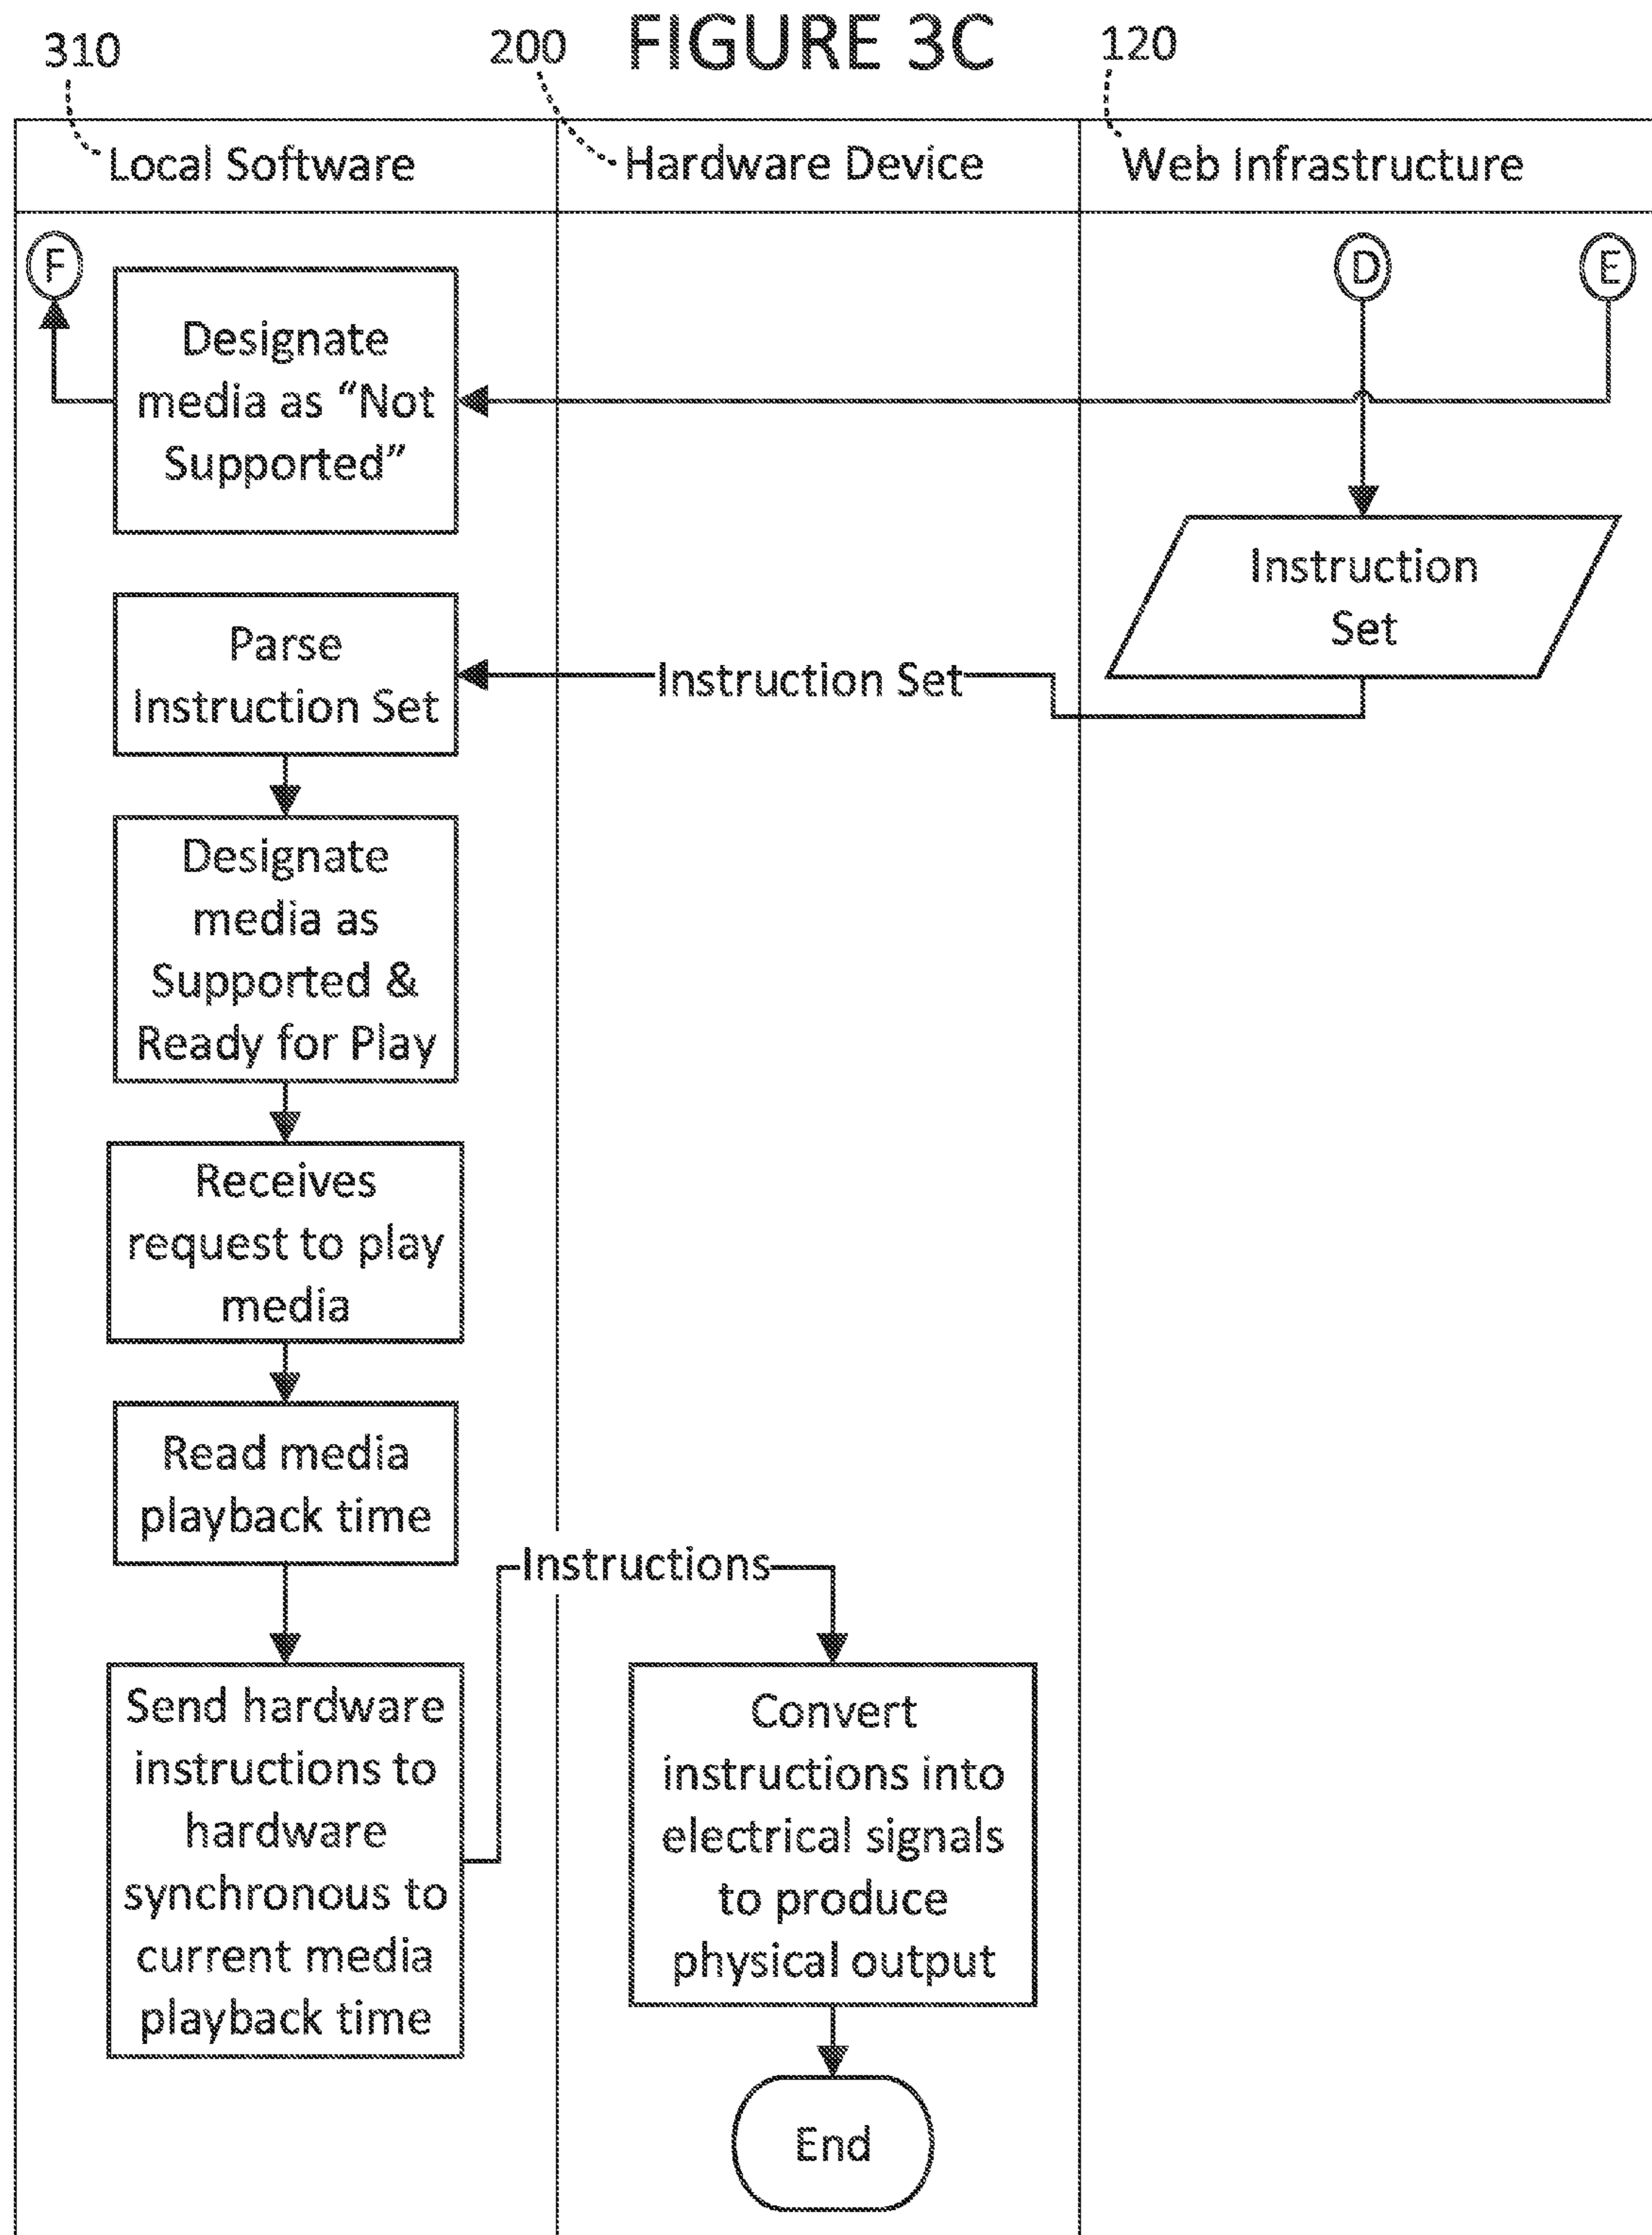 FIGURE 3C
310
200
120
Local Software
Hardware Device
Web Infrastructure
F
D
E
Designate
media as “Not
Supported”
Instruction
Set
Parse
Instruction Set
Instruction Set
Designate
media as
Supported &
Ready for Play
Receives
request to play
media
Read media
playback time
Instructions
Send hardware
instructions to
hardware
synchronous to
current media
playback time
Convert
instructions into
electrical signals
to produce
physical output
End